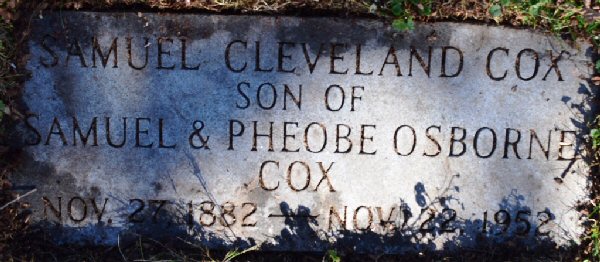 SAMUEL CLEVELAND COX
SON OF
SAMUEL & PHEOBE OSBORNE
COX
NOV. 27, 1882 — NOV. 22, 1952